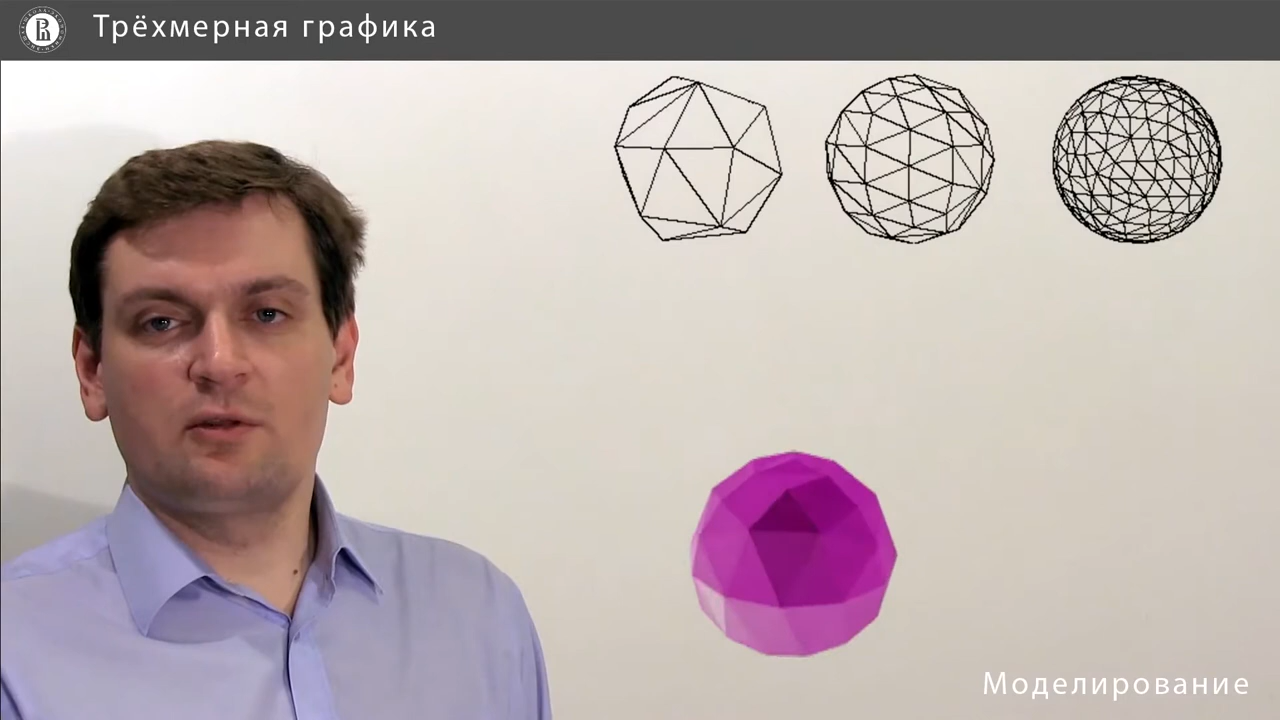 Трёхмерная графика
Моделирование